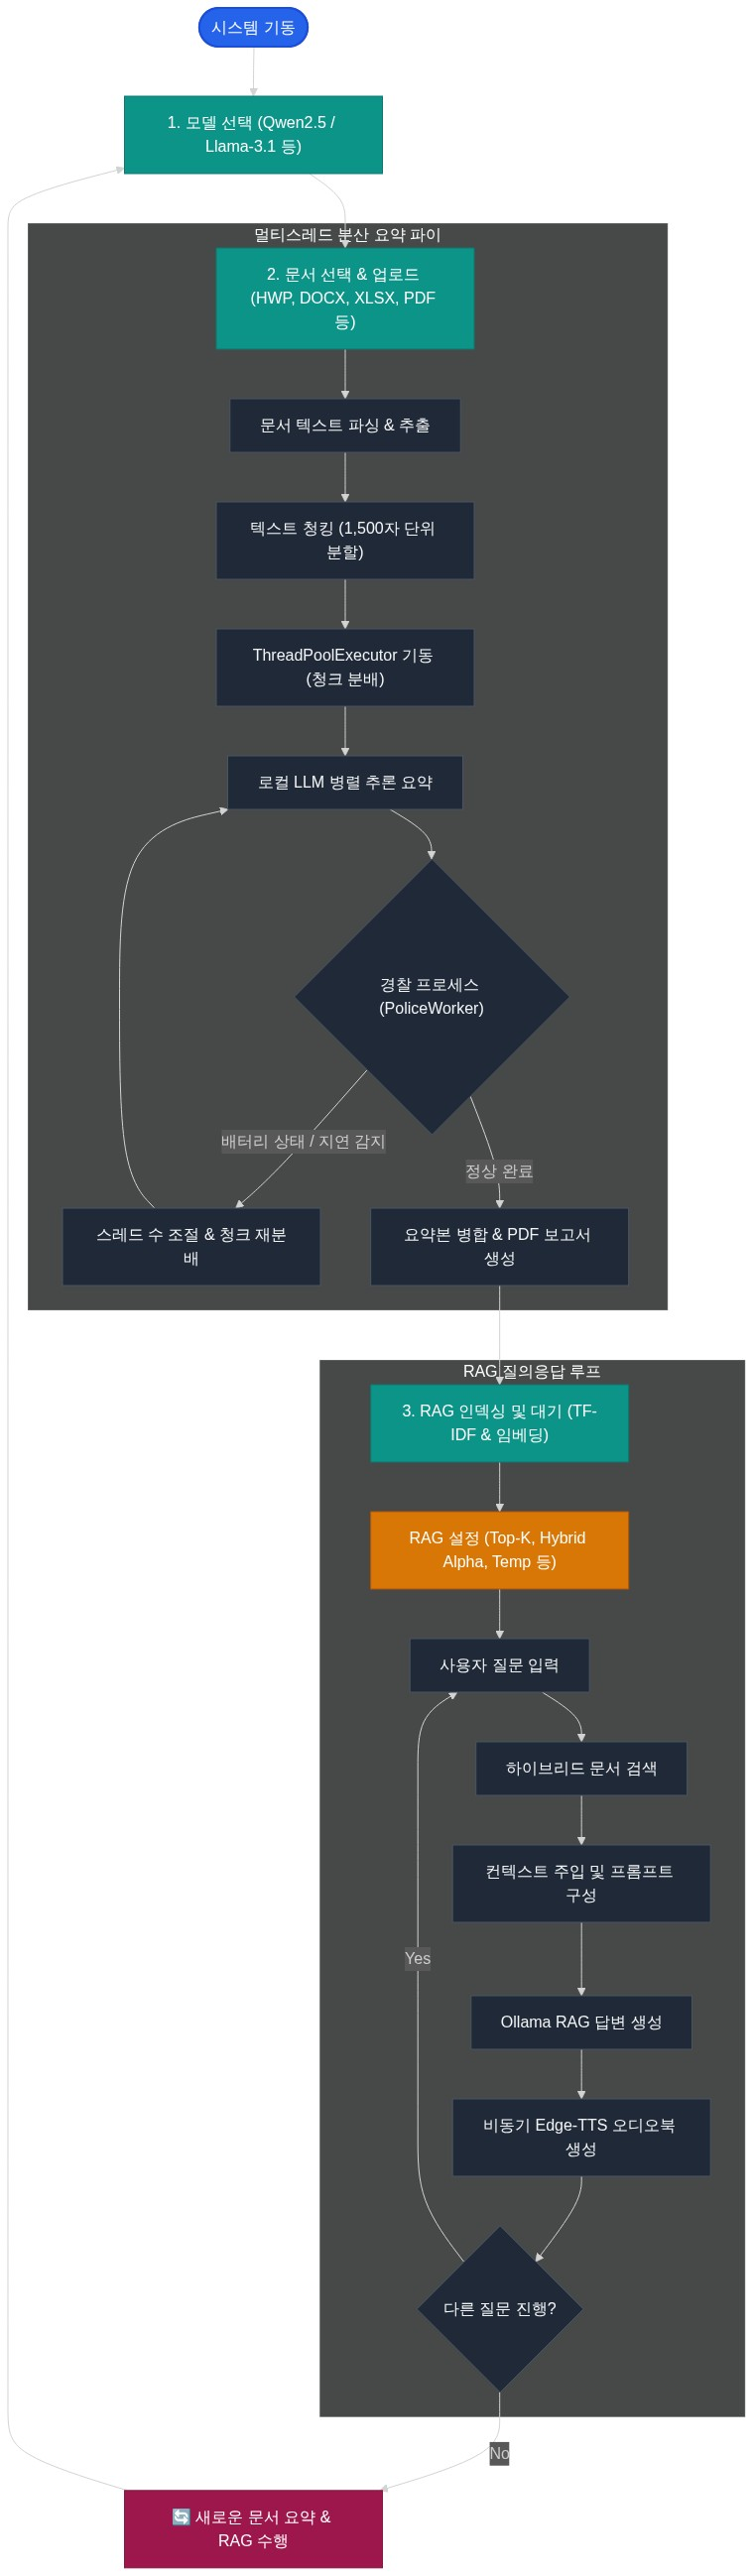 시스템 기동
1. 모델 선택 (Qwen2.5 /
Llama-3.1 등)
멀티스레드 분산 요약 파이
2. 문서 선택 & 업로드
(HWP, DOCX, XLSX, PDF
등)
문서 텍스트 파싱 & 추출
텍스트 청킹 (1,500자 단위
분할)
ThreadPoolExecutor 기동
(청크 분배)
로컬 LLM 병렬 추론 요약
경찰 프로세스
(PoliceWorker)
배터리 상태 / 지연 감지
정상 완료
스레드 수 조절 & 청크 재분
배
요약본 병합 & PDF 보고서
생성
RAG 질의응답 루프
3. RAG 인덱싱 및 대기 (TF-
IDF & 임베딩)
RAG 설정 (Top-K, Hybrid
Alpha, Temp 등)
사용자 질문 입력
하이브리드 문서 검색
컨텍스트 주입 및 프롬프트
구성
Yes
Ollama RAG 답변 생성
비동기 Edge-TTS 오디오북
생성
다른 질문 진행?
No
🔄 새로운 문서 요약 &
RAG 수행